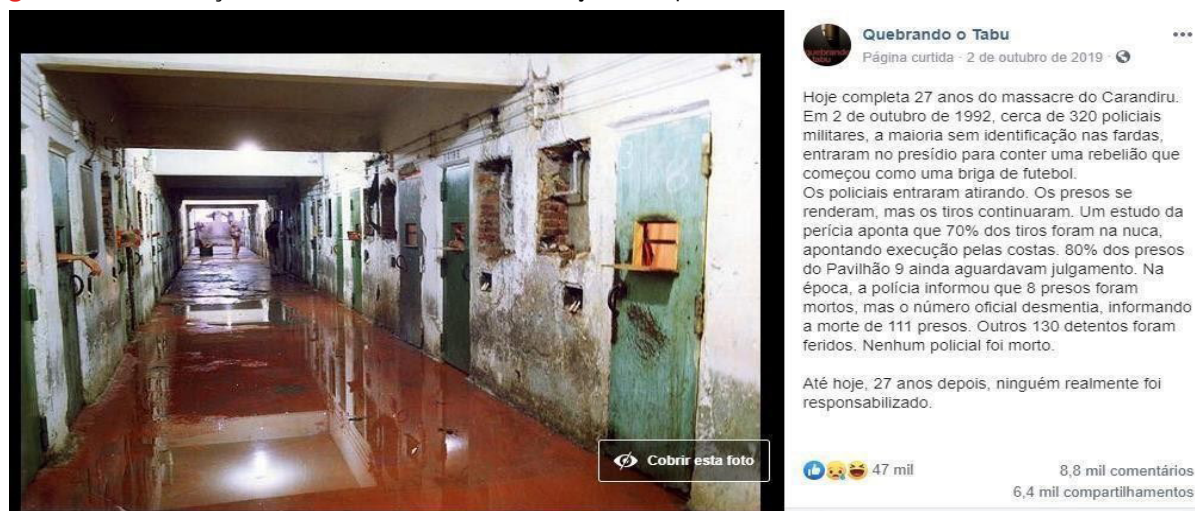 Quebrando o Tabu
Página curtida · 2 de outubro de 2019 ·
Hoje completa 27 anos do massacre do Carandiru.
Em 2 de outubro de 1992, cerca de 320 policiais
militares, a maioria sem identificação nas fardas,
entraram no presídio para conter uma rebelião que
começou como uma briga de futebol.
Os policiais entraram atirando. Os presos se
renderam, mas os tiros continuaram. Um estudo da
perícia aponta que 70% dos tiros foram na nuca,
apontando execução pelas costas. 80% dos presos
do Pavilhão 9 ainda aguardavam julgamento. Na
época, a polícia informou que 8 presos foram
mortos, mas o número oficial desmentia, informando
a morte de 111 presos. Outros 130 detentos foram
feridos. Nenhum policial foi morto.
Até hoje, 27 anos depois, ninguém realmente foi
responsabilizado.
Cobrir esta foto
47 mil
8,8 mil comentários
6,4 mil compartilhamentos